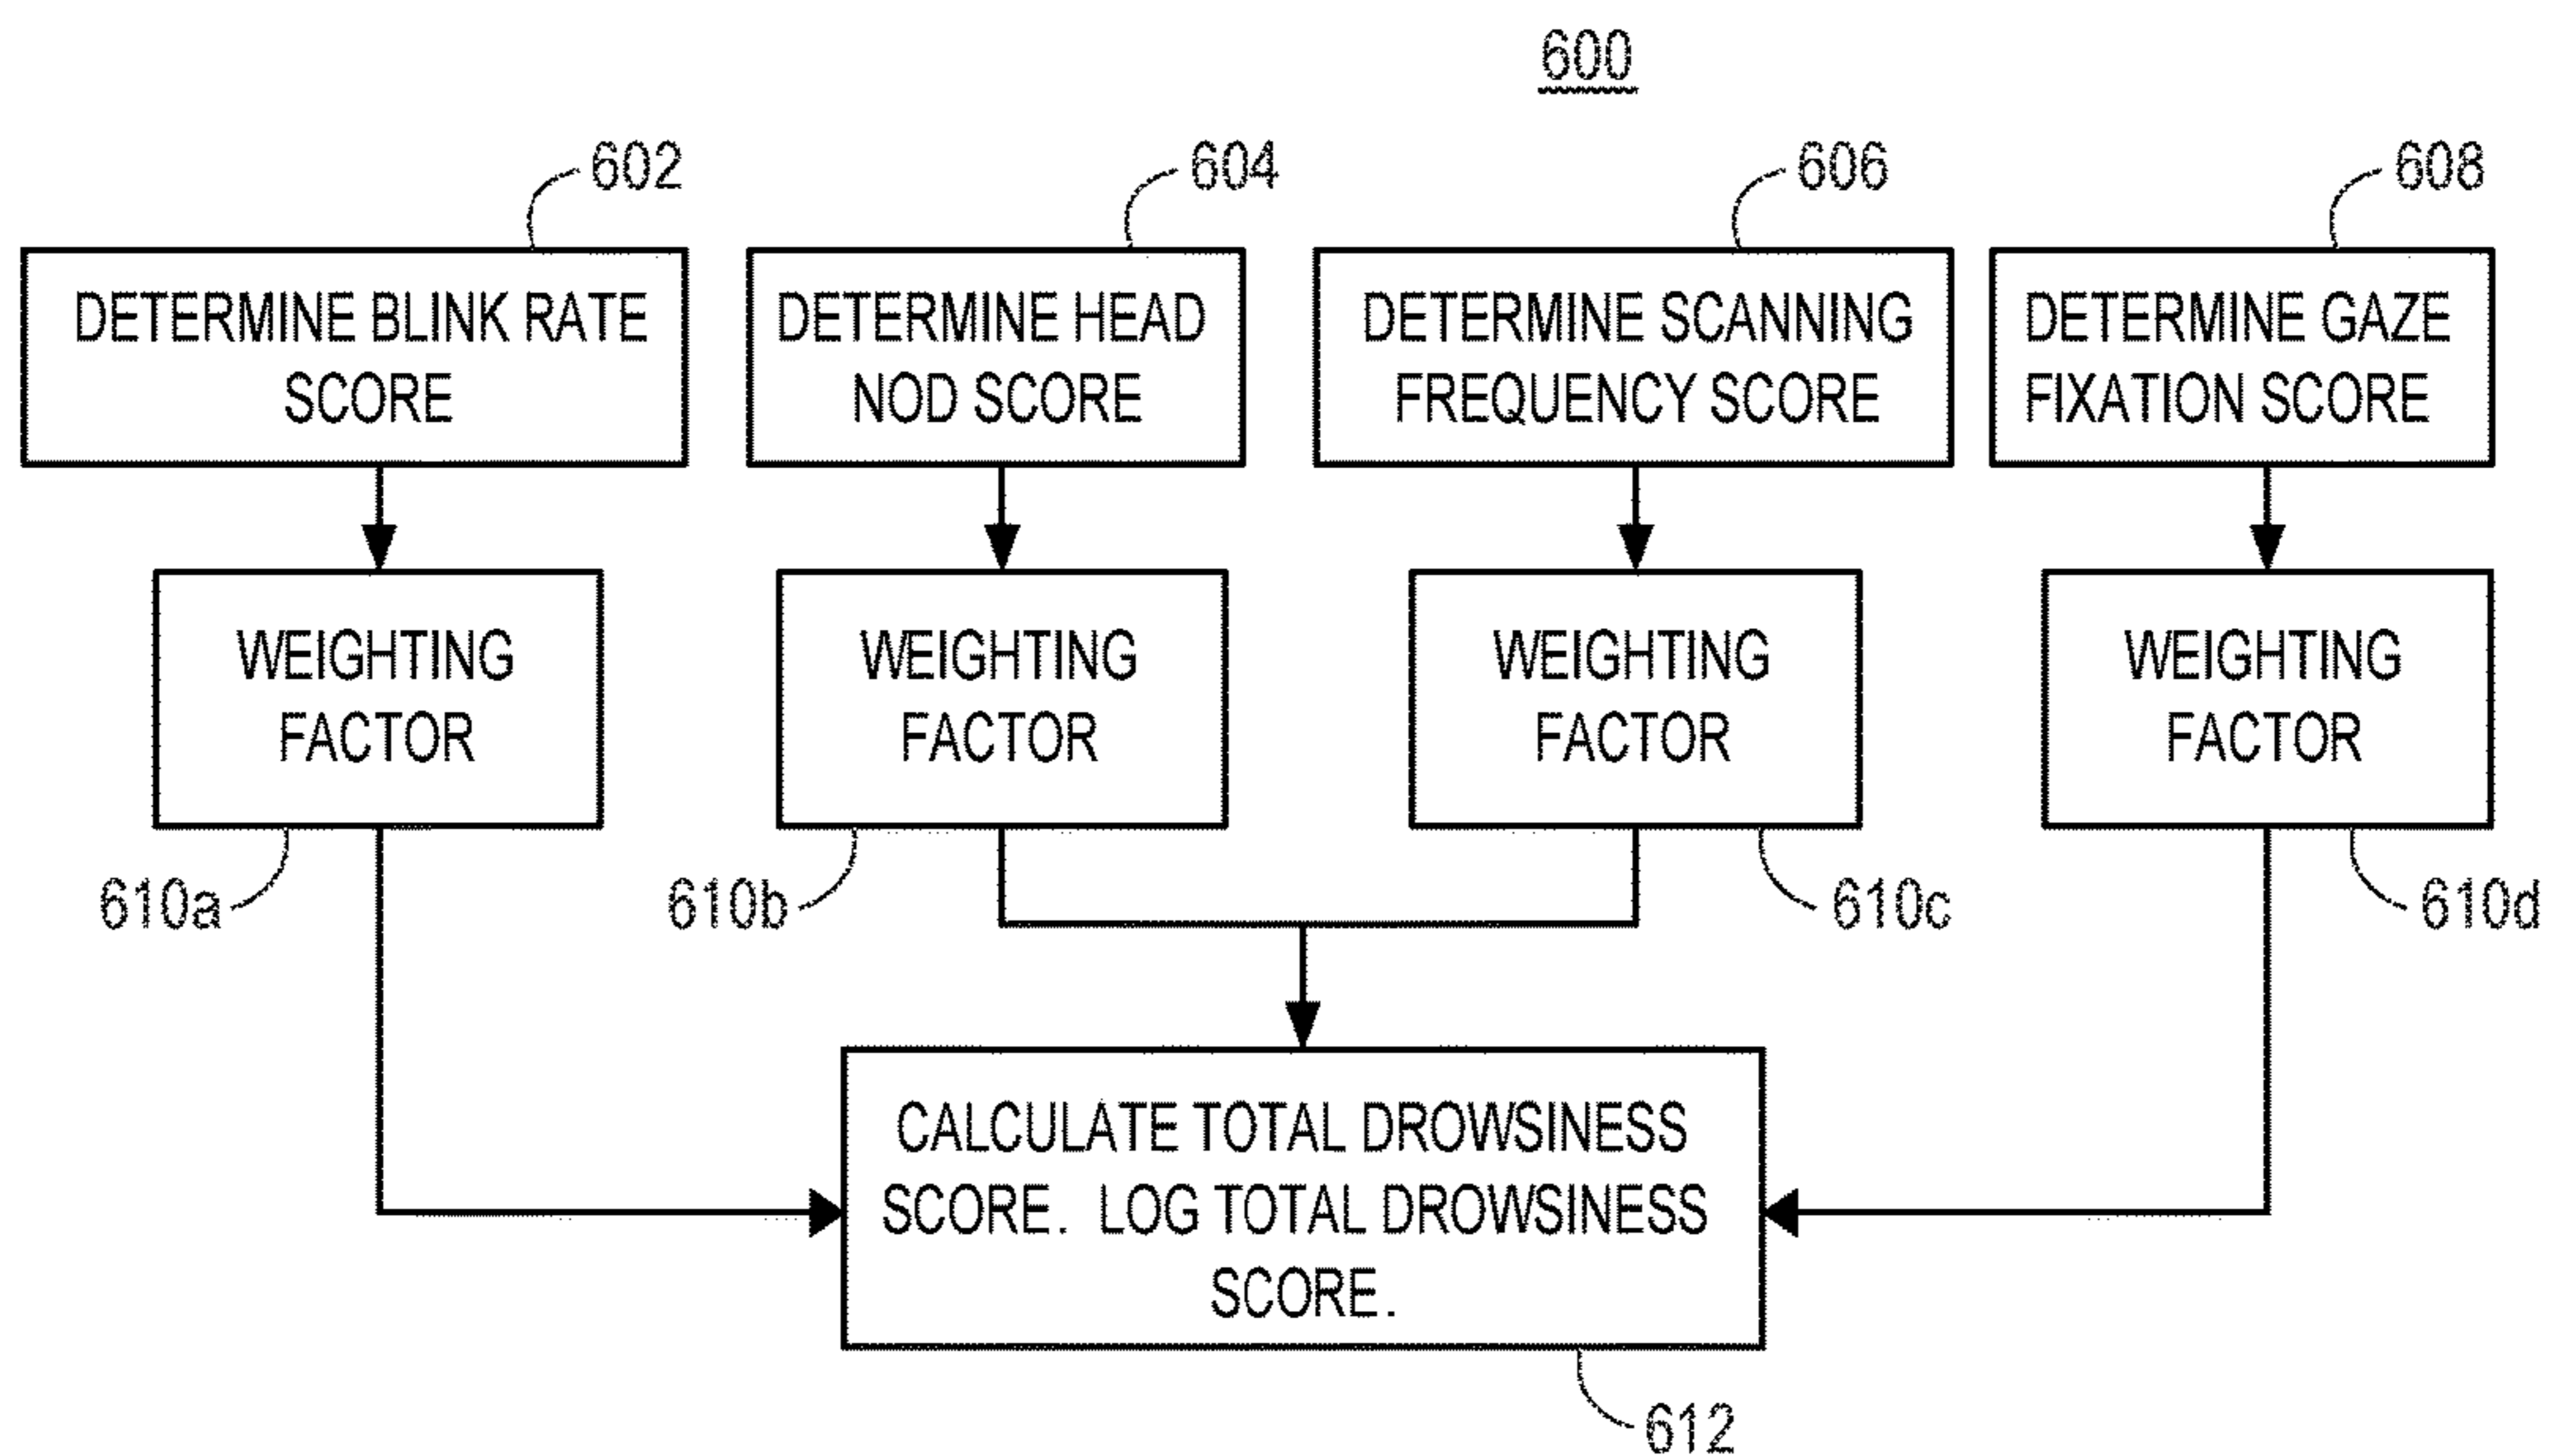 600
602
604
606
608
DETERMINE BLINK RATE
SCORE
DETERMINE HEAD
NOD SCORE
DETERMINE SCANNING
FREQUENCY SCORE
DETERMINE GAZE
FIXATION SCORE
WEIGHTING
FACTOR
WEIGHTING
FACTOR
WEIGHTING
FACTOR
WEIGHTING
FACTOR
610a
610b
610c
610d
CALCULATE TOTAL DROWSINESS
SCORE. LOG TOTAL DROWSINESS
SCORE.
612